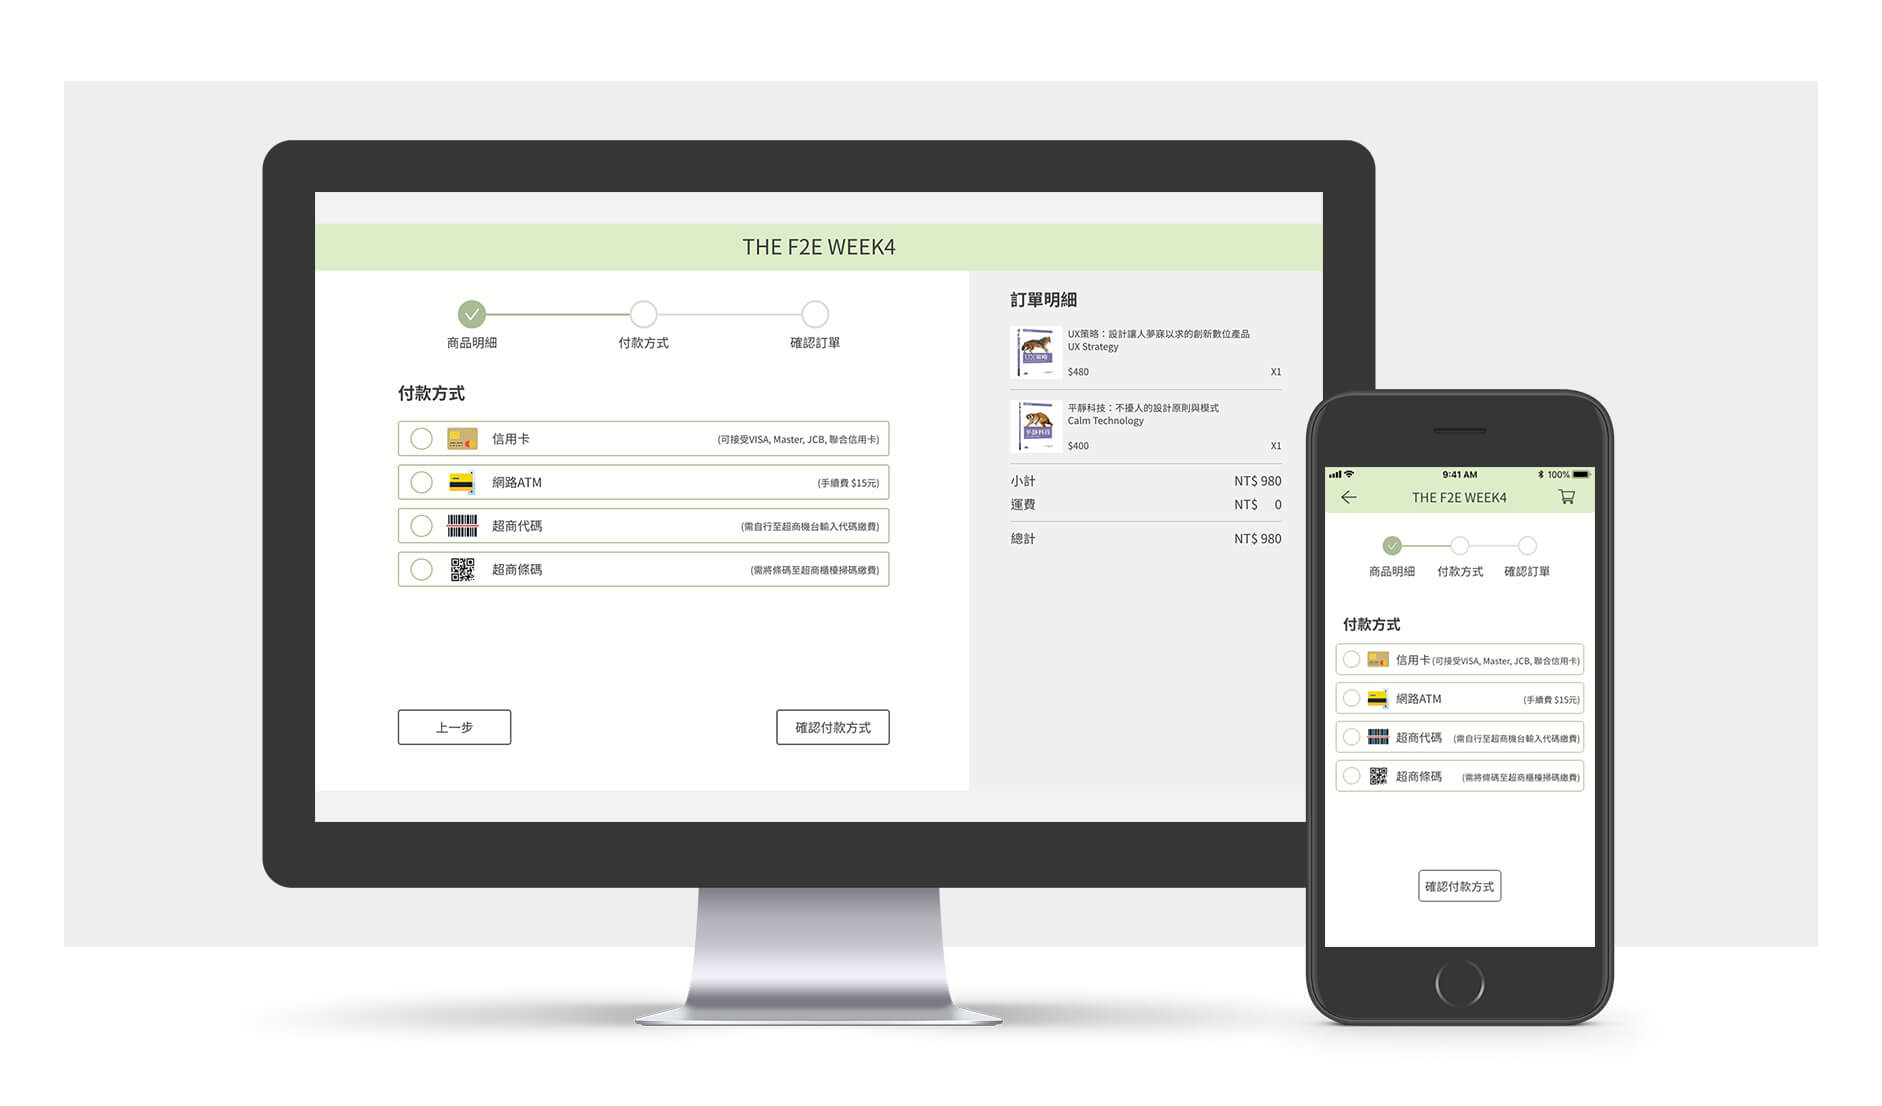 THE F2E WEEK4
商品明細
付款方式
確認訂單
付款方式
信用卡 (可接受VISA, Master, JCB, 聯合信用卡)
網路ATM (手續費 $15元)
超商代碼 (需自行至超商機台輸入代碼繳費)
超商條碼 (需將條碼至超商櫃檯掃碼繳費)
上一步
確認付款方式
訂單明細
UX策略
UX策略：設計讓人夢寐以求的創新數位產品
UX Strategy
$480 X1
平靜科技
平靜科技：不擾人的設計原則與模式
Calm Technology
$400 X1
小計 NT$ 980
運費 NT$ 0
總計 NT$ 980
9:41 AM 100%
THE F2E WEEK4
商品明細 付款方式 確認訂單
付款方式
信用卡 (可接受VISA, Master, JCB, 聯合信用卡)
網路ATM (手續費 $15元)
超商代碼 (需自行至超商機台輸入代碼繳費)
超商條碼 (需將條碼至超商櫃檯掃碼繳費)
確認付款方式